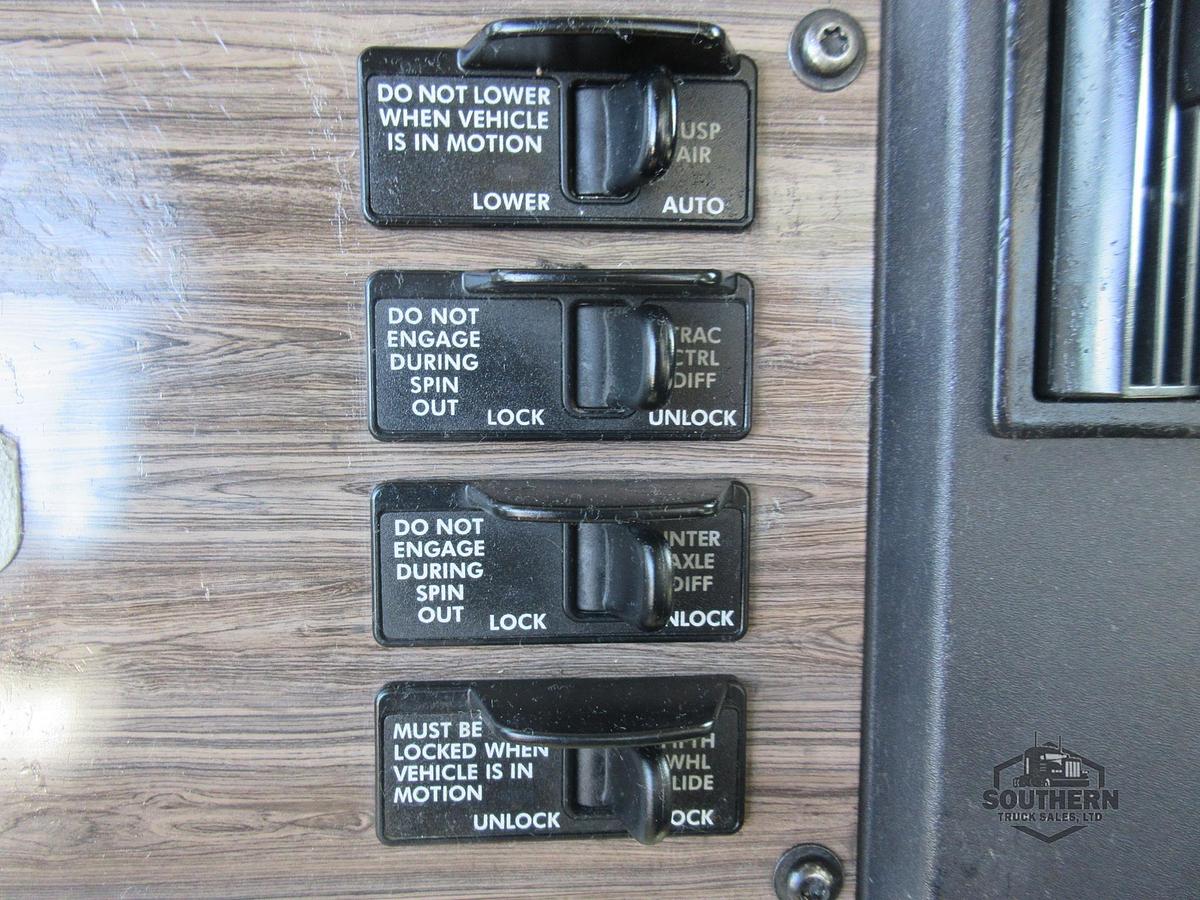 DO NOT LOWER
WHEN VEHICLE
IS IN MOTION
USP
AIR
LOWER AUTO
DO NOT
ENGAGE
DURING
SPIN
OUT
TRAC
CTRL
DIFF
LOCK UNLOCK
DO NOT
ENGAGE
DURING
SPIN
OUT
INTER
AXLE
DIFF
LOCK NLOCK
MUST BE
LOCKED WHEN
VEHICLE IS IN
MOTION
WHL
LIDE
UNLOCK OCK
SOUTHERN
TRUCK SALES, LTD